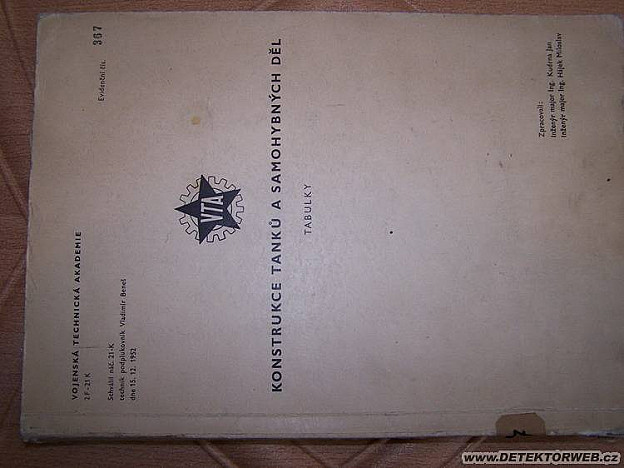 VOJENSKÁ TECHNICKÁ AKADEMIE
2 F-21 K
Evidenční čís. 367
Schválil náč. 21-K
technik podplukovník Vladimír Beneš
dne 15. 12. 1952
VTA
KONSTRUKCE TANKŮ A SAMOHYBNÝCH DĚL
TABULKY
Zpracovali:
inženýr major Ing. Kuděna Jan
inženýr major Ing. Hájek Miloslav
www.DETEKTORWEB.cz